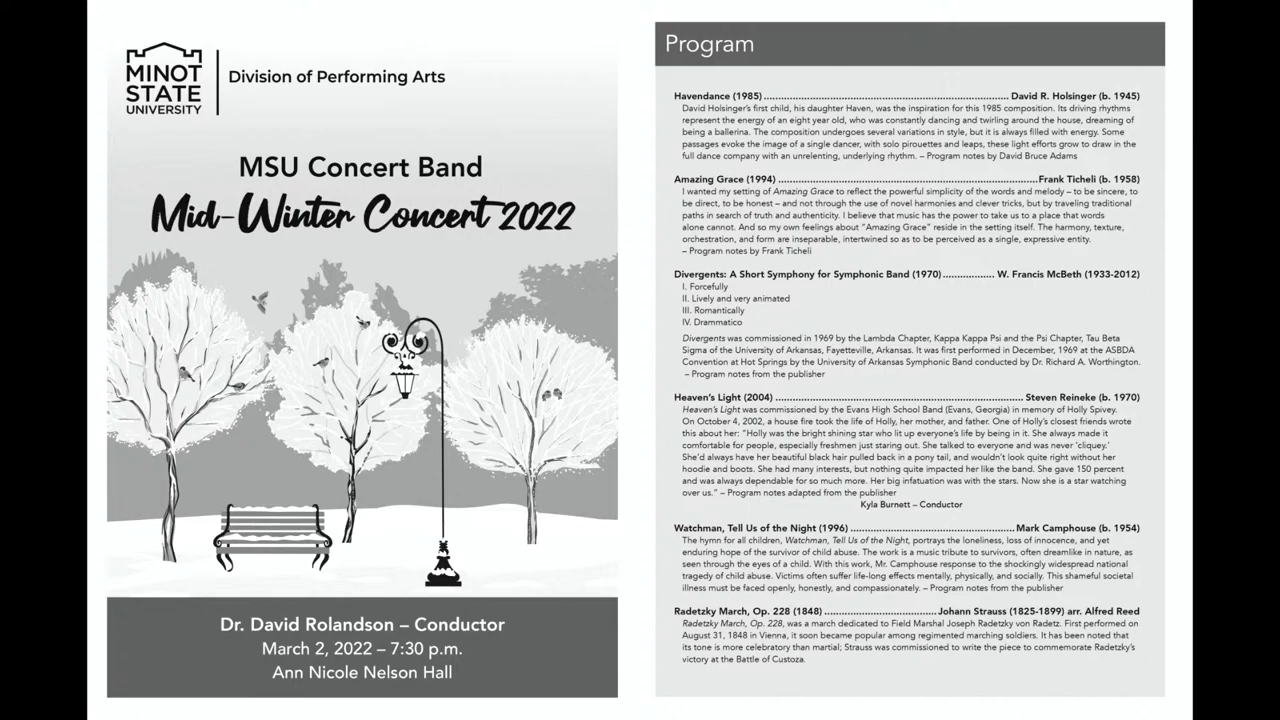 MINOT
STATE
UNIVERSITY
Division of Performing Arts
MSU Concert Band
Mid-Winter Concert 2022
Dr. David Rolandson – Conductor
March 2, 2022 – 7:30 p.m.
Ann Nicole Nelson Hall
Program
Havendance (1985) ............................................................ David R. Holsinger (b. 1945)
David Holsinger's first child, his daughter Haven, was the inspiration for this 1985 composition. Its driving rhythms
represent the energy of an eight year old, who was constantly dancing and twirling around the house, dreaming of
being a ballerina. The composition undergoes several variations in style, but it is always filled with energy. Some
passages evoke the image of a single dancer, with solo pirouettes and leaps, these light efforts grow to draw in the
full dance company with an unrelenting, underlying rhythm. – Program notes by David Bruce Adams
Amazing Grace (1994) ................................................................Frank Ticheli (b. 1958)
I wanted my setting of Amazing Grace to reflect the powerful simplicity of the words and melody – to be sincere, to
be direct, to be honest – and not through the use of novel harmonies and clever tricks, but by traveling traditional
paths in search of truth and authenticity. I believe that music has the power to take us to a place that words
alone cannot. And so my own feelings about "Amazing Grace" reside in the setting itself. The harmony, texture,
orchestration, and form are inseparable, intertwined so as to be perceived as a single, expressive entity.
– Program notes by Frank Ticheli
Divergents: A Short Symphony for Symphonic Band (1970)............. W. Francis McBeth (1933-2012)
I. Forcefully
II. Lively and very animated
III. Romantically
IV. Drammatico
Divergents was commissioned in 1969 by the Lambda Chapter, Kappa Kappa Psi and the Psi Chapter, Tau Beta
Sigma of the University of Arkansas, Fayetteville, Arkansas. It was first performed in December, 1969 at the ASBDA
Convention at Hot Springs by the University of Arkansas Symphonic Band conducted by Dr. Richard A. Worthington.
– Program notes from the publisher
Heaven's Light (2004) ............................................................. Steven Reineke (b. 1970)
Heaven's Light was commissioned by the Evans High School Band (Evans, Georgia) in memory of Holly Spivey.
On October 4, 2002, a house fire took the life of Holly, her mother, and father. One of Holly's closest friends wrote
this about her: "Holly was the bright shining star who lit up everyone's life by being in it. She always made it
comfortable for people, especially freshmen just staring out. She talked to everyone and was never 'cliquey.'
She'd always have her beautiful black hair pulled back in a pony tail, and wouldn't look quite right without her
hoodie and boots. She had many interests, but nothing quite impacted her like the band. She gave 150 percent
and was always dependable for so much more. Her big infatuation was with the stars. Now she is a star watching
over us." – Program notes adapted from the publisher
Kyla Burnett – Conductor
Watchman, Tell Us of the Night (1996) ......................................... Mark Camphouse (b. 1954)
The hymn for all children, Watchman, Tell Us of the Night, portrays the loneliness, loss of innocence, and yet
enduring hope of the survivor of child abuse. The work is a music tribute to survivors, often dreamlike in nature, as
seen through the eyes of a child. With this work, Mr. Camphouse response to the shockingly widespread national
tragedy of child abuse. Victims often suffer life-long effects mentally, physically, and socially. This shameful societal
illness must be faced openly, honestly, and compassionately. – Program notes from the publisher
Radetzky March, Op. 228 (1848) ............................ Johann Strauss (1825-1899) arr. Alfred Reed
Radetzky March, Op. 228, was a march dedicated to Field Marshal Joseph Radetzky von Radetz. First performed on
August 31, 1848 in Vienna, it soon became popular among regimented marching soldiers. It has been noted that
its tone is more celebratory than martial; Strauss was commissioned to write the piece to commemorate Radetzky's
victory at the Battle of Custoza.